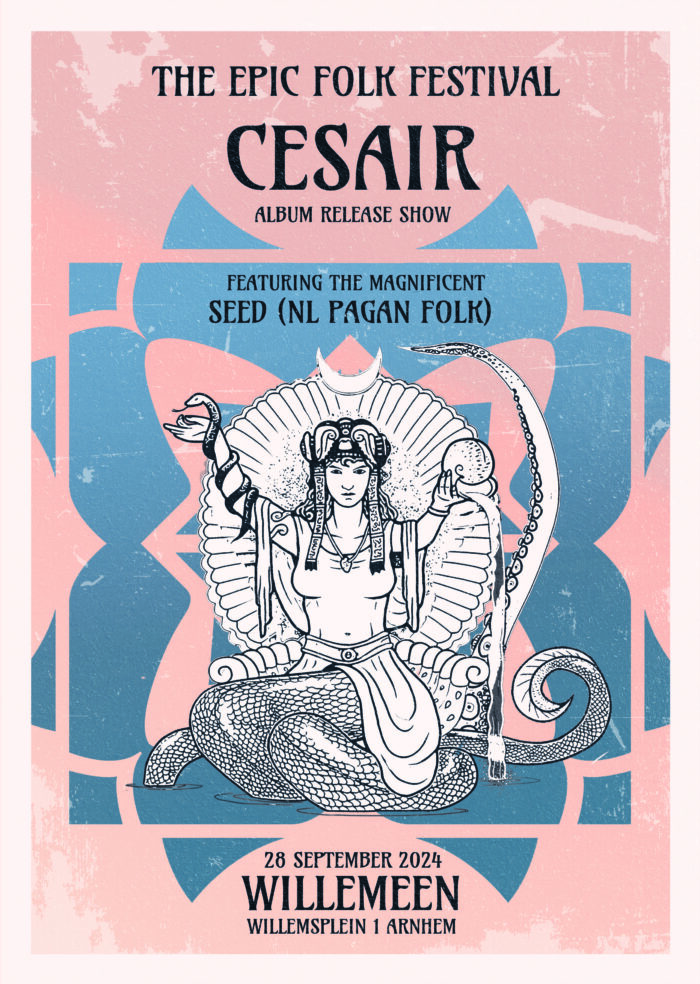 THE EPIC FOLK FESTIVAL
CESAIR
ALBUM RELEASE SHOW
FEATURING THE MAGNIFICENT
SEED (NL PAGAN FOLK)
28 SEPTEMBER 2024
WILLEMEEN
WILLEMSPLEIN 1 ARNHEM